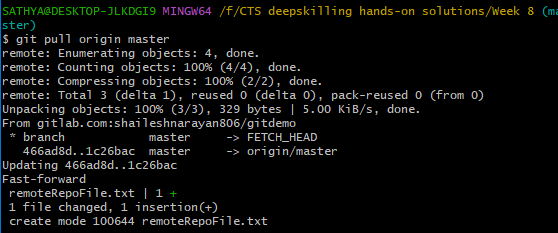 SATHYA@DESKTOP-JLKDGI9 MINGW64 /f/CTS deepskilling hands-on solutions/Week 8 (ma
ster)
$ git pull origin master
remote: Enumerating objects: 4, done.
remote: Counting objects: 100% (4/4), done.
remote: Compressing objects: 100% (2/2), done.
remote: Total 3 (delta 1), reused 0 (delta 0), pack-reused 0 (from 0)
Unpacking objects: 100% (3/3), 329 bytes | 5.00 KiB/s, done.
From gitlab.com:shaileshnarayan806/gitdemo
 * branch            master     -> FETCH_HEAD
   466ad8d..1c26bac  master     -> origin/master
Updating 466ad8d..1c26bac
Fast-forward
 remoteRepoFile.txt | 1 +
 1 file changed, 1 insertion(+)
 create mode 100644 remoteRepoFile.txt